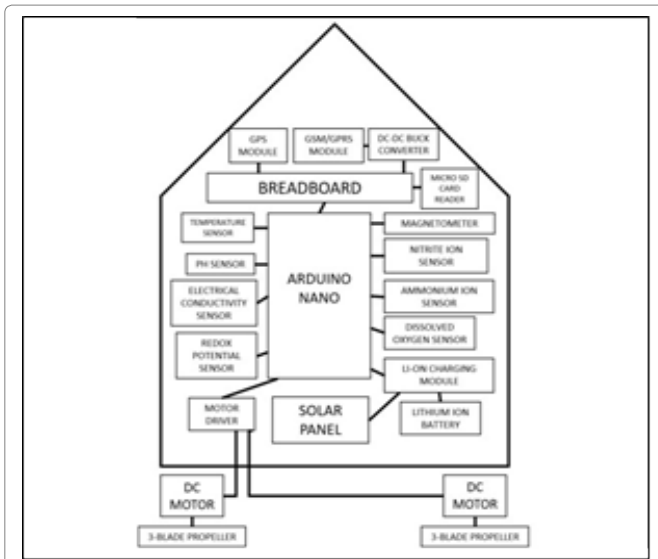 GPS
MODULE
GSM/GPRS
MODULE
DC-DC BUCK
CONVERTER
BREADBOARD
MICRO SD
CARD
READER
TEMPERATURE
SENSOR
MAGNETOMETER
PH SENSOR
NITRITE ION
SENSOR
ARDUINO
NANO
ELECTRICAL
CONDUCTIVITY
SENSOR
AMMONIUM ION
SENSOR
REDOX
POTENTIAL
SENSOR
DISSOLVED
OXYGEN SENSOR
LI-ON CHARGING
MODULE
MOTOR
DRIVER
SOLAR
PANEL
LITHIUM ION
BATTERY
DC
MOTOR
DC
MOTOR
3-BLADE PROPELLER
3-BLADE PROPELLER